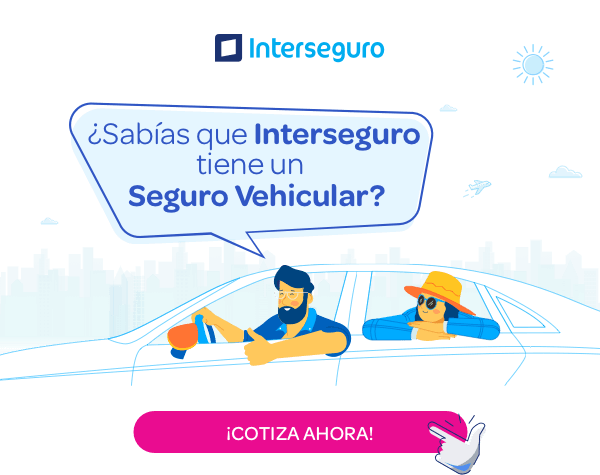 Interseguro
¿Sabías que Interseguro
tiene un
Seguro Vehicular?
¡COTIZA AHORA!